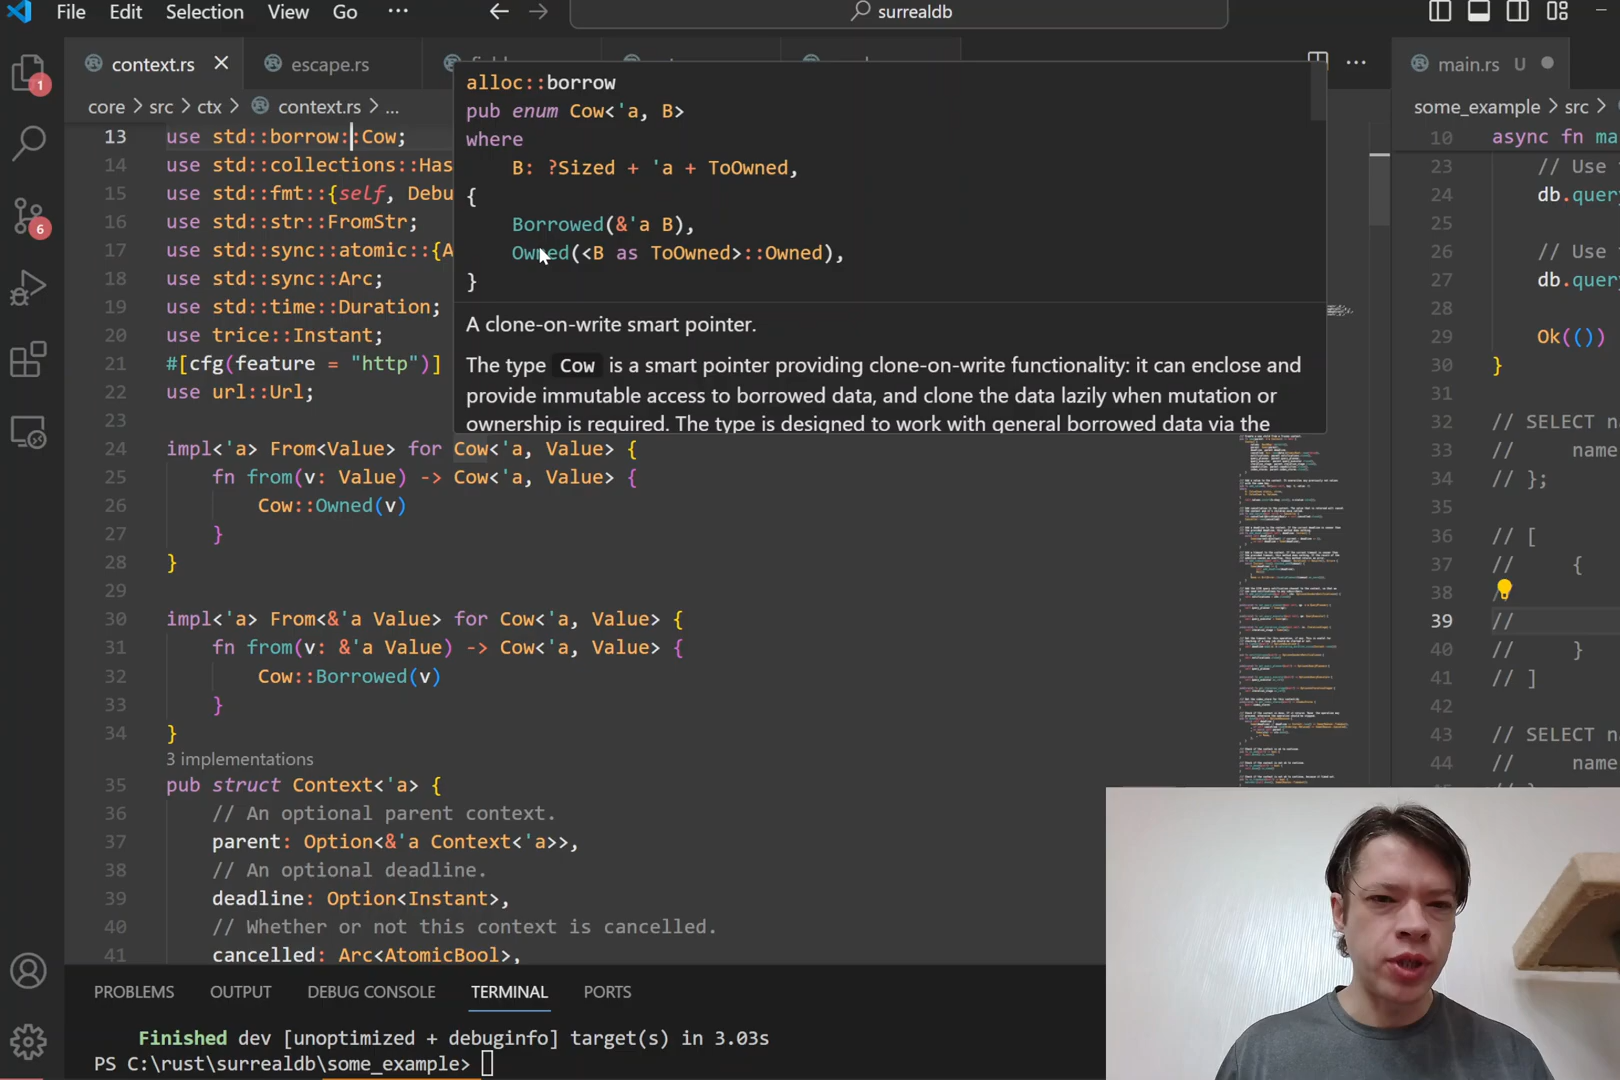 File Edit Selection View Go ··· surrealdb
context.rs escape.rs
main.rs U
core > src > ctx > context.rs > ...
some_example > src
13 use std::borrow::Cow;
14 use std::collections::Has
15 use std::fmt::{self, Debu
16 use std::str::FromStr;
17 use std::sync::atomic::{A
18 use std::sync::Arc;
19 use std::time::Duration;
20 use trice::Instant;
21 #[cfg(feature = "http")]
22 use url::Url;
23
24 impl<'a> From<Value> for Cow<'a, Value> {
25 fn from(v: Value) -> Cow<'a, Value> {
26 Cow::Owned(v)
27 }
28 }
29
30 impl<'a> From<&'a Value> for Cow<'a, Value> {
31 fn from(v: &'a Value) -> Cow<'a, Value> {
32 Cow::Borrowed(v)
33 }
34 }
3 implementations
35 pub struct Context<'a> {
36 // An optional parent context.
37 parent: Option<&'a Context<'a>>,
38 // An optional deadline.
39 deadline: Option<Instant>,
40 // Whether or not this context is cancelled.
41 cancelled: Arc<AtomicBool>,
alloc::borrow
pub enum Cow<'a, B>
where
B: ?Sized + 'a + ToOwned,
{
Borrowed(&'a B),
Owned(<B as ToOwned>::Owned),
}
A clone-on-write smart pointer.
The type Cow is a smart pointer providing clone-on-write functionality: it can enclose and
provide immutable access to borrowed data, and clone the data lazily when mutation or
ownership is required. The type is designed to work with general borrowed data via the
10 async fn ma
23 // Use
24 db.query
25
26 // Use
27 db.query
28
29 Ok(())
30 }
31
32 // SELECT na
33 // name
34 // };
35
36 // [
37 // {
38 /
39 //
40 // }
41 // ]
42
43 // SELECT na
44 // name
PROBLEMS OUTPUT DEBUG CONSOLE TERMINAL PORTS
Finished dev [unoptimized + debuginfo] target(s) in 3.03s
PS C:\rust\surrealdb\some_example>
1
6